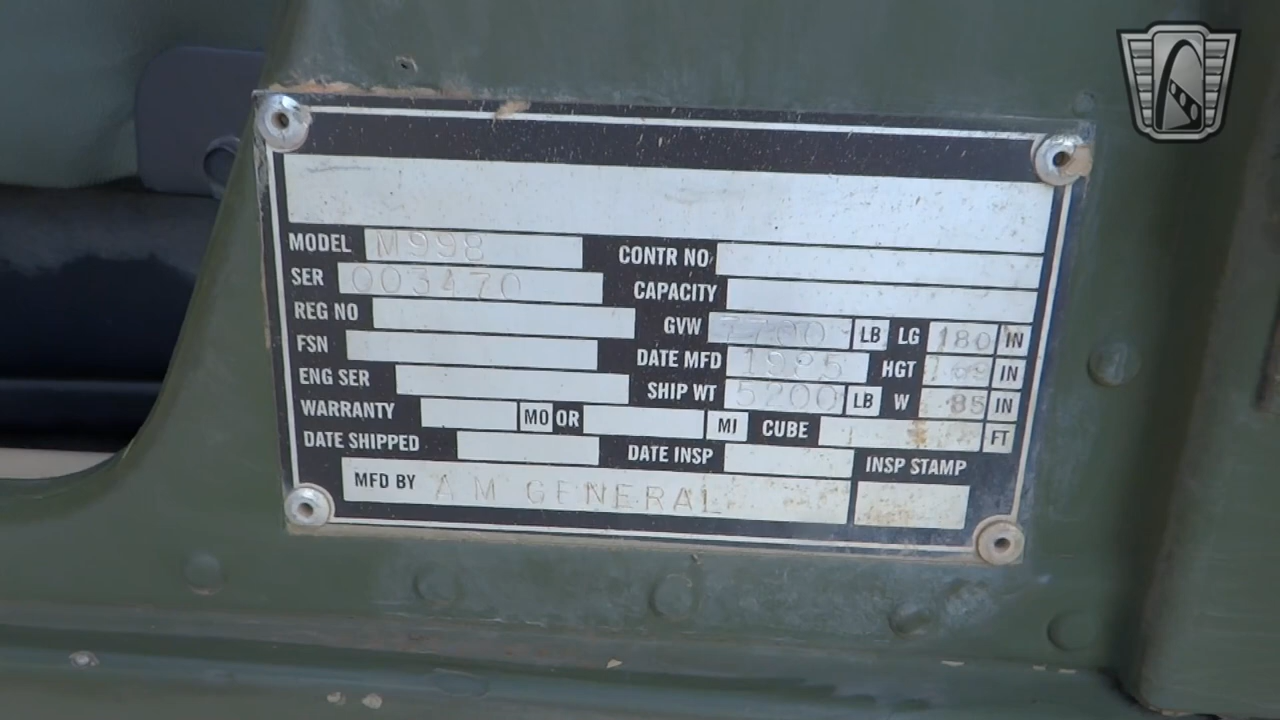 MODEL M998 CONTR NO
SER 003470 CAPACITY
REG NO GVW 7700 LB LG 180 IN
FSN DATE MFD 1985 HGT IN
ENG SER SHIP WT 5200 LB W 85 IN
WARRANTY MO OR MI CUBE FT
DATE SHIPPED DATE INSP INSP STAMP
MFD BY A M GENERAL